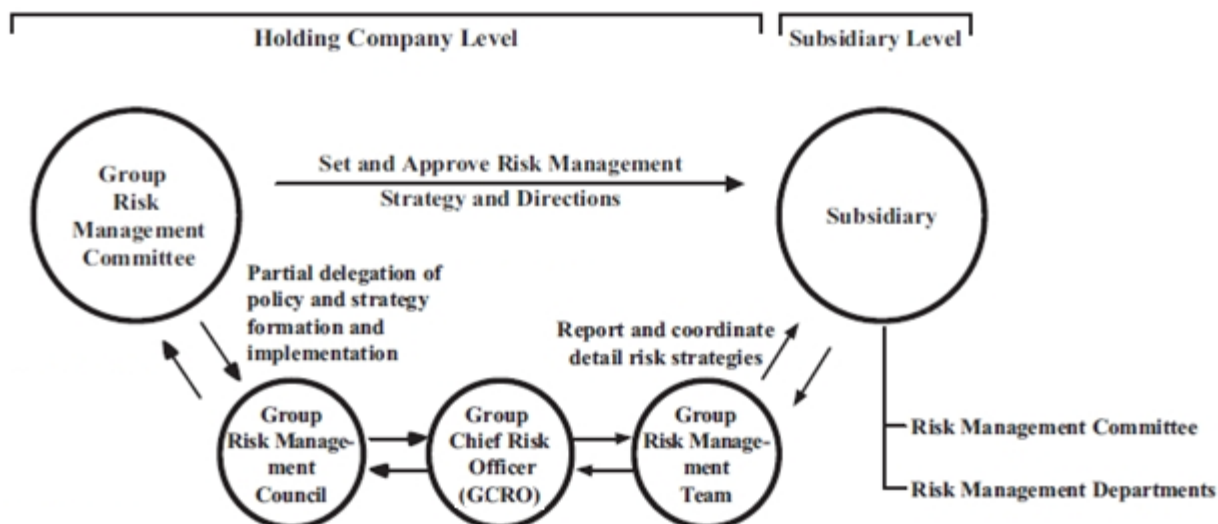 Holding Company Level
Subsidiary Level
Group
Risk
Management
Committee
Set and Approve Risk Management
Strategy and Directions
Subsidiary
Partial delegation of
policy and strategy
formation and
implementation
Report and coordinate
detail risk strategies
Group
Risk Manage-
ment
Council
Group
Chief Risk
Officer
(GCRO)
Group
Risk Manage-
ment
Team
Risk Management Committee
Risk Management Departments